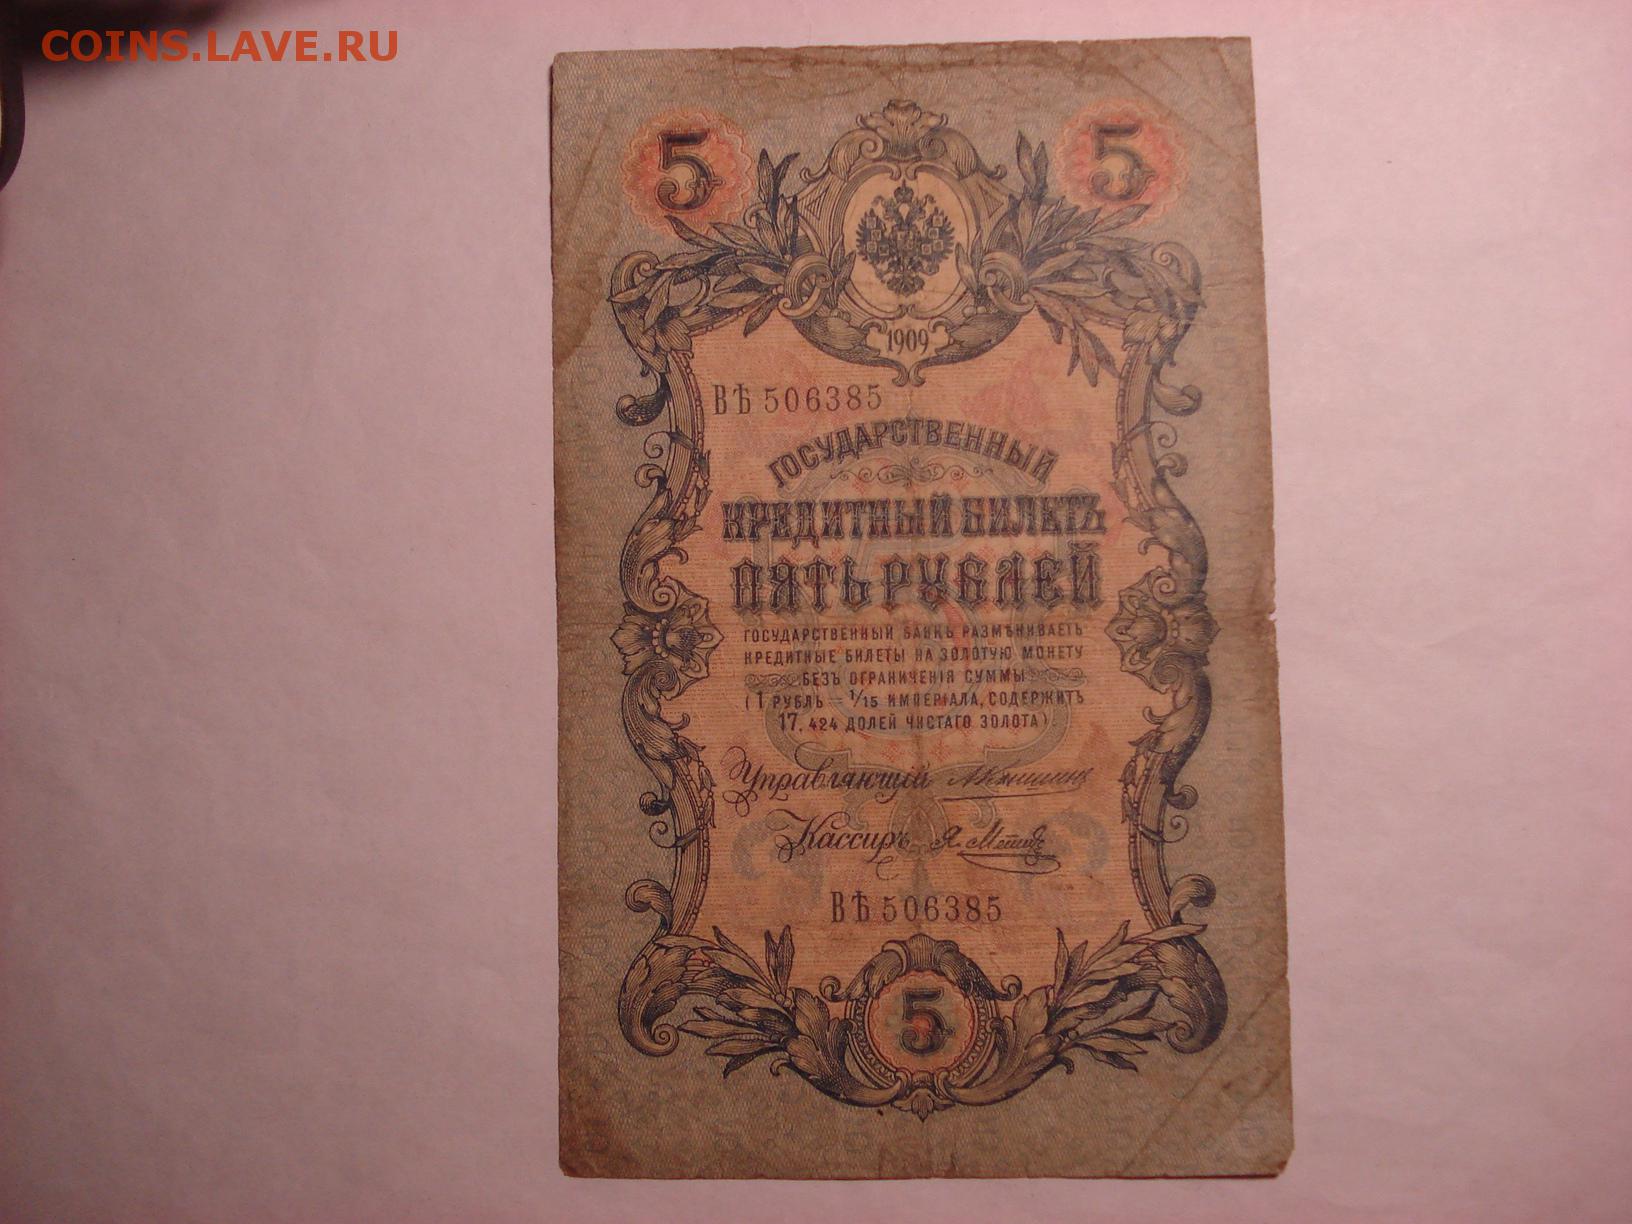 COINS.LAVE.RU
5 5
1909
ВѢ 506385
ГОСУДАРСТВЕННЫЙ
КРЕДИТНЫЙ БИЛЕТЪ
ПЯТЬ РУБЛЕЙ
ГОСУДАРСТВЕННЫЙ БАНКЪ РАЗМѢНИВАЕТЪ
КРЕДИТНЫЕ БИЛЕТЫ НА ЗОЛОТУЮ МОНЕТУ
БЕЗЪ ОГРАНИЧЕНІЯ СУММЫ
(1 РУБЛЬ = 1/15 ИМПЕРІАЛА, СОДЕРЖИТЪ
17,424 ДОЛЕЙ ЧИСТАГО ЗОЛОТА).
Управляющій
Кассиръ Я. Метцъ
ВѢ 506385
5